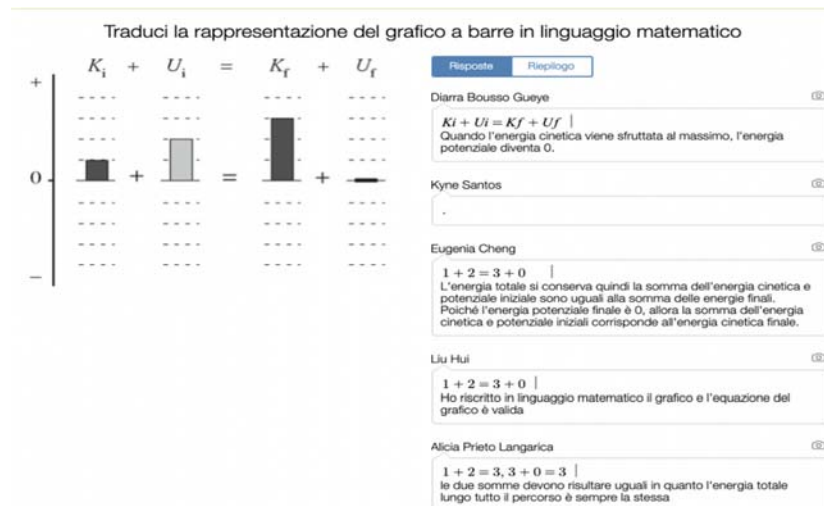 Traduci la rappresentazione del grafico a barre in linguaggio matematico
K_i + U_i = K_f + U_f
+
0
+ = +
−
Risposte Riepilogo
Diarra Bousso Gueye
Ki + Ui = Kf + Uf
Quando l'energia cinetica viene sfruttata al massimo, l'energia
potenziale diventa 0.
Kyne Santos
.
Eugenia Cheng
1 + 2 = 3 + 0
L'energia totale si conserva quindi la somma dell'energia cinetica e
potenziale iniziale sono uguali alla somma delle energie finali.
Poiché l'energia potenziale finale è 0, allora la somma dell'energia
cinetica e potenziale iniziali corrisponde all'energia cinetica finale.
Liu Hui
1 + 2 = 3 + 0
Ho riscritto in linguaggio matematico il grafico e l'equazione del
grafico è valida
Alicia Prieto Langarica
1 + 2 = 3, 3 + 0 = 3
le due somme devono risultare uguali in quanto l'energia totale
lungo tutto il percorso è sempre la stessa